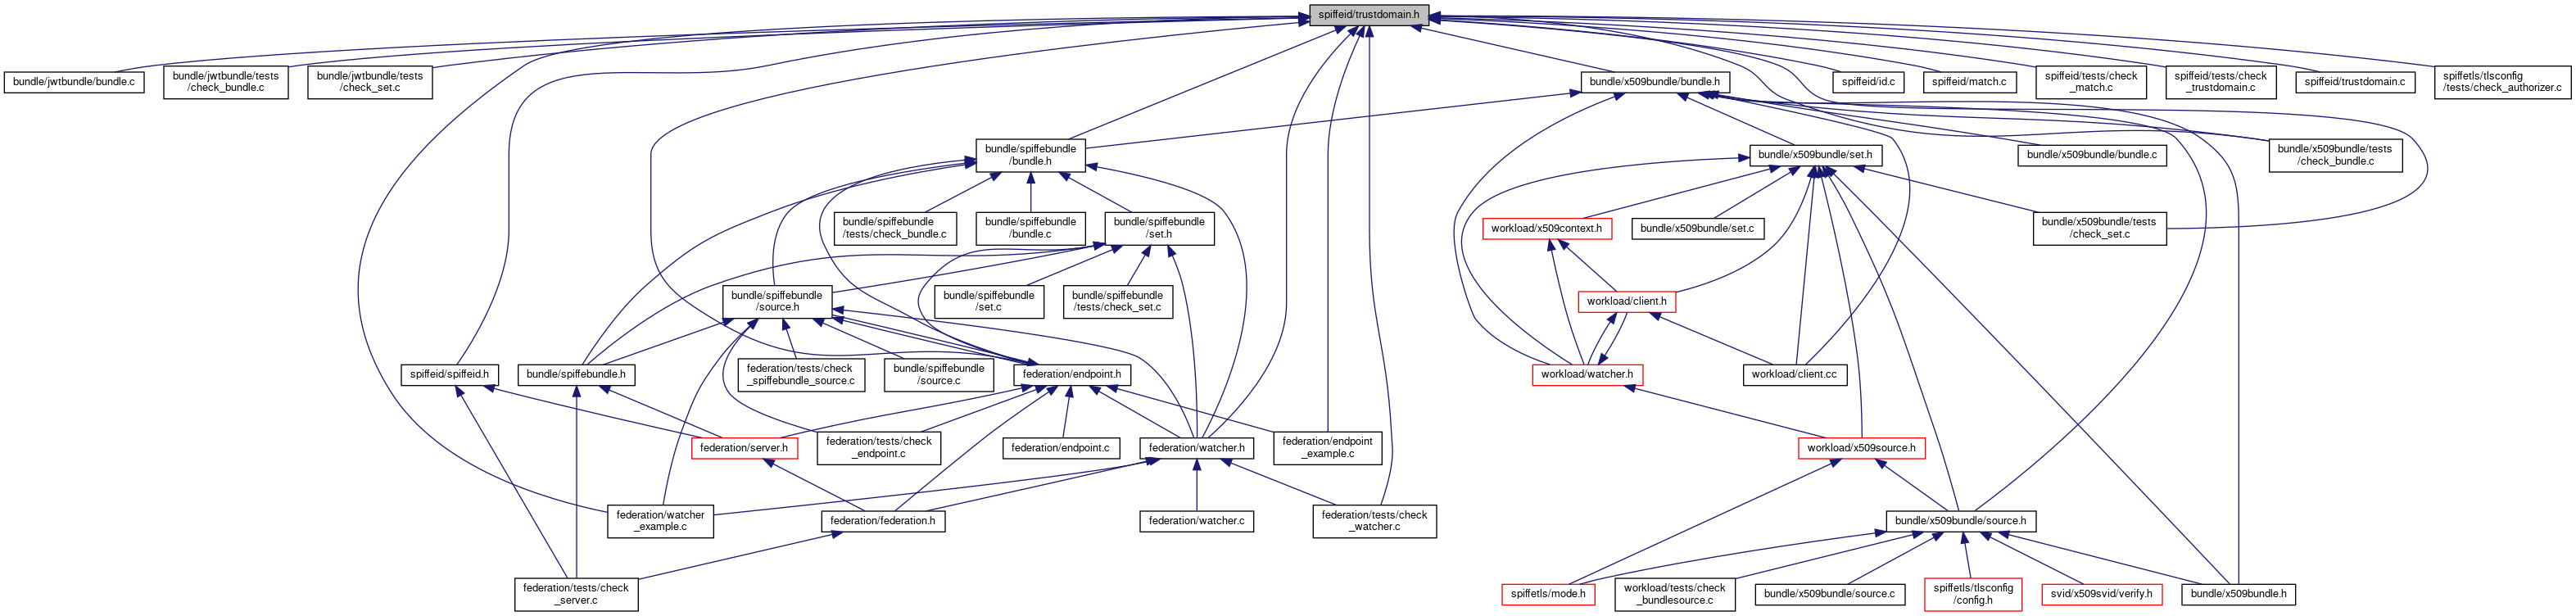 spiffeid/trustdomain.h
bundle/jwtbundle/bundle.c
bundle/jwtbundle/tests
/check_bundle.c
bundle/jwtbundle/tests
/check_set.c
bundle/x509bundle/bundle.h
spiffeid/id.c
spiffeid/match.c
spiffeid/tests/check
_match.c
spiffeid/tests/check
_trustdomain.c
spiffeid/trustdomain.c
spiffetls/tlsconfig
/tests/check_authorizer.c
bundle/spiffebundle
/bundle.h
bundle/x509bundle/set.h
bundle/x509bundle/bundle.c
bundle/x509bundle/tests
/check_bundle.c
bundle/spiffebundle
/tests/check_bundle.c
bundle/spiffebundle
/bundle.c
bundle/spiffebundle
/set.h
workload/x509context.h
bundle/x509bundle/set.c
bundle/x509bundle/tests
/check_set.c
bundle/spiffebundle
/source.h
bundle/spiffebundle
/set.c
bundle/spiffebundle
/tests/check_set.c
workload/client.h
spiffeid/spiffeid.h
bundle/spiffebundle.h
federation/tests/check
_spiffebundle_source.c
bundle/spiffebundle
/source.c
federation/endpoint.h
workload/watcher.h
workload/client.cc
federation/server.h
federation/tests/check
_endpoint.c
federation/endpoint.c
federation/watcher.h
federation/endpoint
_example.c
workload/x509source.h
federation/watcher
_example.c
federation/federation.h
federation/watcher.c
federation/tests/check
_watcher.c
bundle/x509bundle/source.h
federation/tests/check
_server.c
spiffetls/mode.h
workload/tests/check
_bundlesource.c
bundle/x509bundle/source.c
spiffetls/tlsconfig
/config.h
svid/x509svid/verify.h
bundle/x509bundle.h